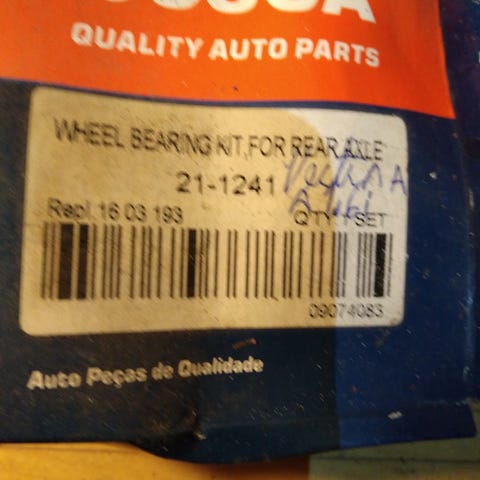 QUALITY AUTO PARTS
WHEEL BEARING KIT,FOR REAR AXLE
21-1241
Repl.16 03 193
QTY 1 SET
09074083
Auto Peças de Qualidade